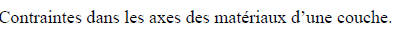 Contraintes dans les axes des matériaux d’une couche.